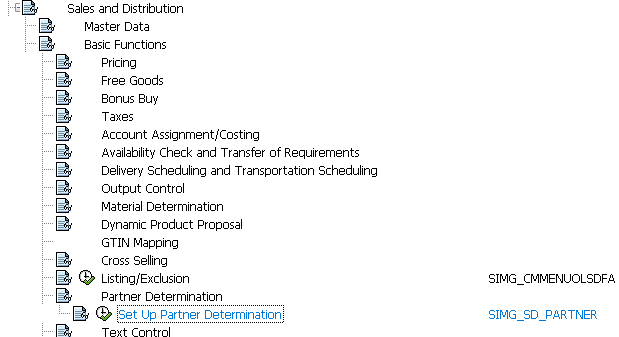 Sales and Distribution
Master Data
Basic Functions
Pricing
Free Goods
Bonus Buy
Taxes
Account Assignment/Costing
Availability Check and Transfer of Requirements
Delivery Scheduling and Transportation Scheduling
Output Control
Material Determination
Dynamic Product Proposal
GTIN Mapping
Cross Selling
Listing/Exclusion SIMG_CMMENUOLSDFA
Partner Determination
Set Up Partner Determination SIMG_SD_PARTNER
Text Control